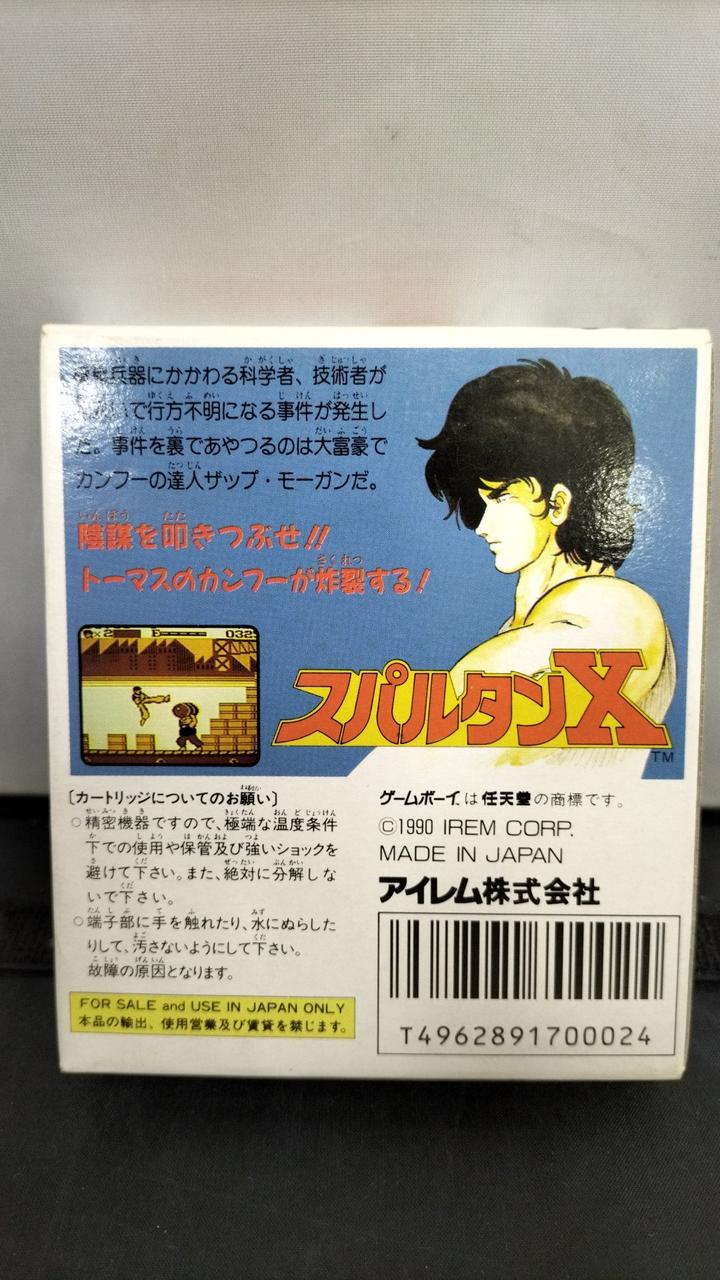 兵器にかかわる科学者、技術者が
で行方不明になる事件が発生し
た。事件を裏であやつるのは大富豪で
カンフーの達人ザップ・モーガンだ。
陰謀を叩きつぶせ!!
トーマスのカンフーが炸裂する!
×2 E 032
スパルタンX
TM
〔カートリッジについてのお願い〕
○精密機器ですので、極端な温度条件
下での使用や保管及び強いショックを
避けて下さい。また、絶対に分解しな
いで下さい。
○端子部に手を触れたり、水にぬらした
りして、汚さないようにして下さい。
故障の原因となります。
FOR SALE and USE IN JAPAN ONLY
本品の輸出、使用営業及び賃貸を禁じます。
ゲームボーイは任天堂の商標です。
©1990 IREM CORP.
MADE IN JAPAN
アイレム株式会社
T4962891700024